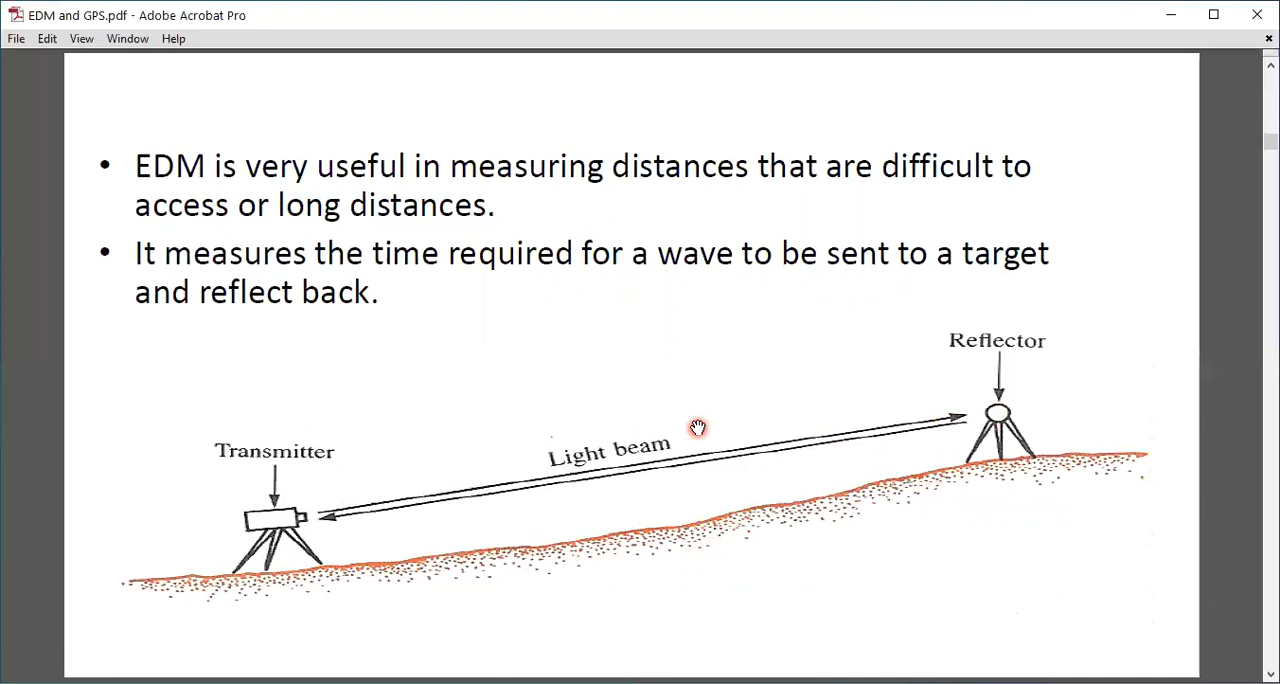 EDM and GPS.pdf - Adobe Acrobat Pro
File Edit View Window Help
• EDM is very useful in measuring distances that are difficult to
access or long distances.
• It measures the time required for a wave to be sent to a target
and reflect back.
Reflector
Transmitter
Light beam